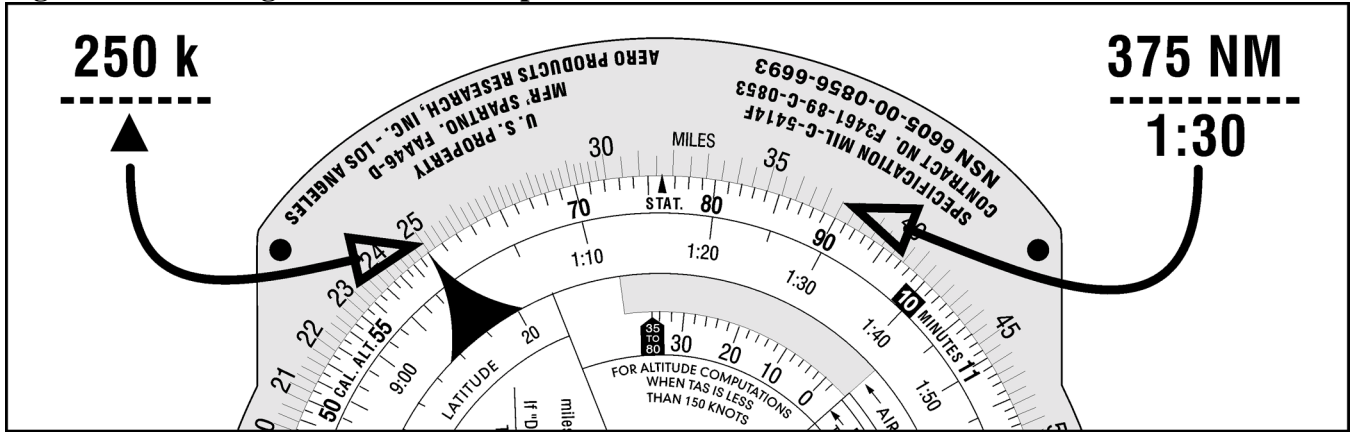 250 k
375 NM
1:30
AERO PRODUCTS RESEARCH, INC. - LOS ANGELES
MFR' SPARTNO. FAA46-D
U. S. PROPERTY
SPECIFICATION MIL-C-5414F
CONTRACT NO. F3461-89-C-0853
NSN 6605-00-0856-6693
21 22 23 24 25 30 MILES 35 40 45
50 CAL. ALT. 55 70 STAT. 80 90 10 MINUTES 11
9:00 1:10 1:20 1:30 1:40 1:50
LATITUDE
20
35 TO 80 30 20 10 0
FOR ALTITUDE COMPUTATIONS
WHEN TAS IS LESS
THAN 150 KNOTS
If "D
miles
AIR